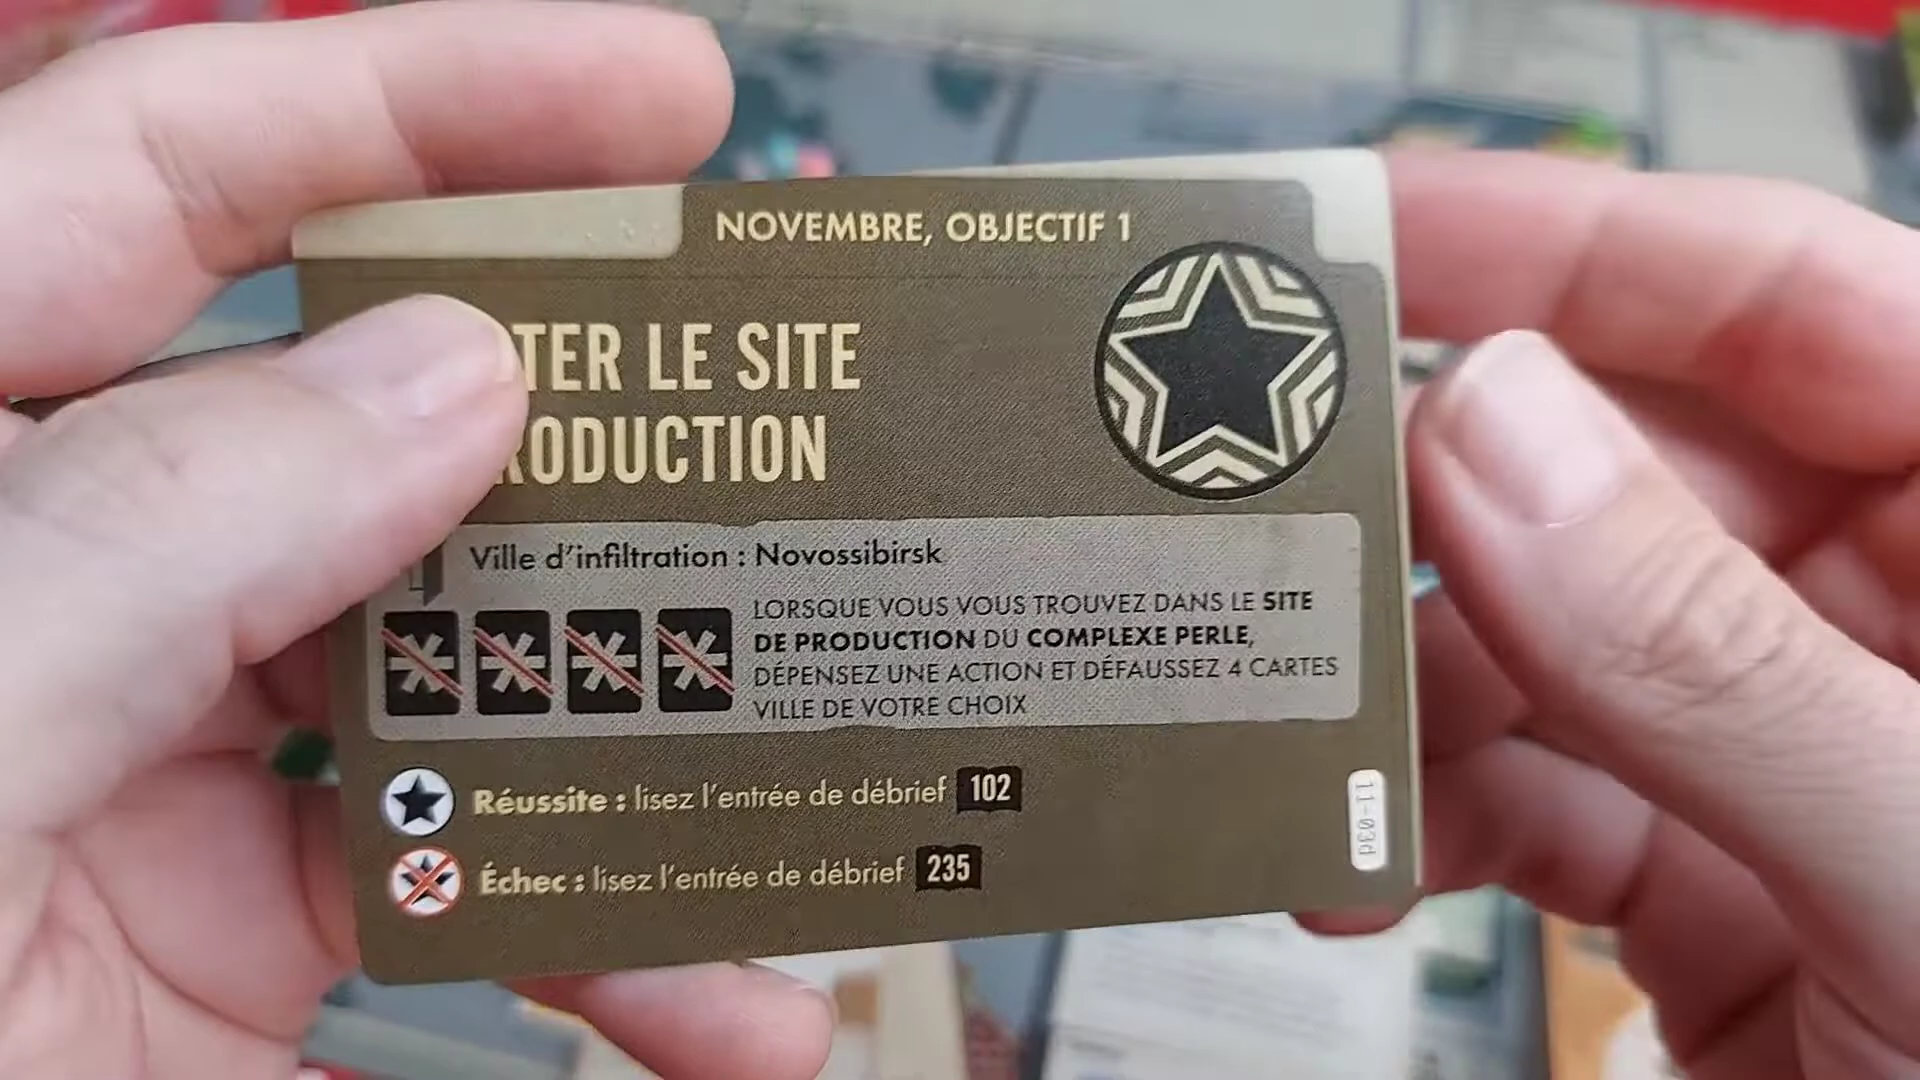 NOVEMBRE, OBJECTIF 1
LE SITE
Ville d'infiltration : Novossibirsk
LORSQUE VOUS VOUS TROUVEZ DANS LE SITE
DE PRODUCTION DU COMPLEXE PERLE,
DÉPENSEZ UNE ACTION ET DÉFAUSSEZ 4 CARTES
VILLE DE VOTRE CHOIX
Réussite : lisez l'entrée de débrief 102
Échec : lisez l'entrée de débrief 235
11-03d